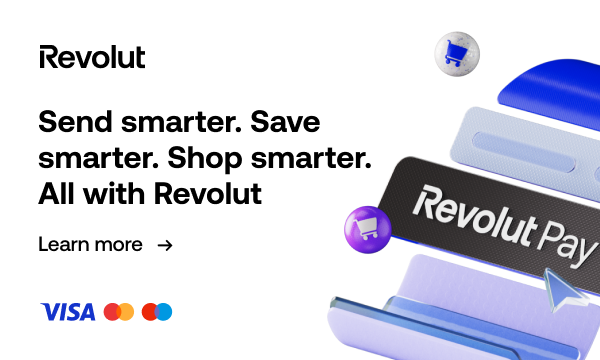 Revolut
Send smarter. Save
smarter. Shop smarter.
All with Revolut
Learn more →
VISA
Revolut Pay